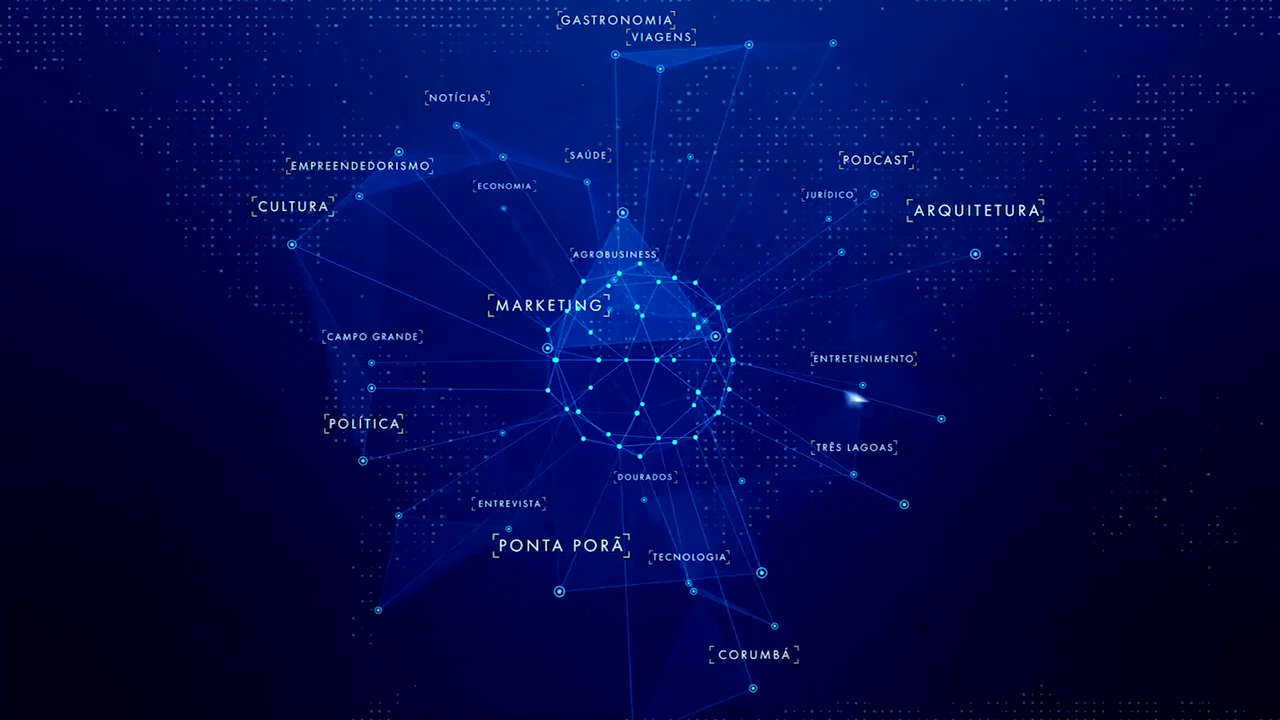 [GASTRONOMIA]
[VIAGENS]
[NOTÍCIAS]
[SAÚDE]
[EMPREENDEDORISMO]
[PODCAST]
[ECONOMIA]
[JURÍDICO]
[CULTURA]
[ARQUITETURA]
[AGROBUSINESS]
[MARKETING]
[CAMPO GRANDE]
[ENTRETENIMENTO]
[POLÍTICA]
[TRÊS LAGOAS]
[DOURADOS]
[ENTREVISTA]
[PONTA PORÃ]
[TECNOLOGIA]
[CORUMBÁ]